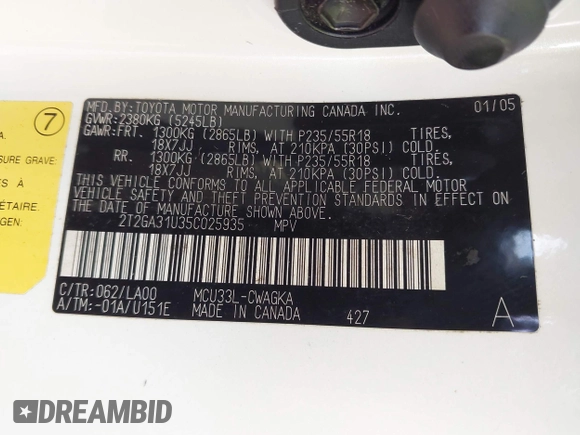 MFD.BY:TOYOTA MOTOR MANUFACTURING CANADA INC. 01/05
GVWR:2380KG (5245LB)
GAWR:FRT. 1300KG (2865LB) WITH P235/55R18 TIRES,
18X7JJ RIMS, AT 210KPA (30PSI) COLD.
RR. 1300KG (2865LB) WITH P235/55R18 TIRES,
18X7JJ RIMS, AT 210KPA (30PSI) COLD.
THIS VEHICLE CONFORMS TO ALL APPLICABLE FEDERAL MOTOR
VEHICLE SAFETY AND THEFT PREVENTION STANDARDS IN EFFECT ON
THE DATE OF MANUFACTURE SHOWN ABOVE.
2T2GA31U35C025935 MPV
C/TR:062/LA00 MCU33L-CWAGKA
A/TM:-01A/U151E MADE IN CANADA 427 A
7
A.
SURE GRAVE:
ÈS À
ÉTAIRE.
GEN:
DREAMBID